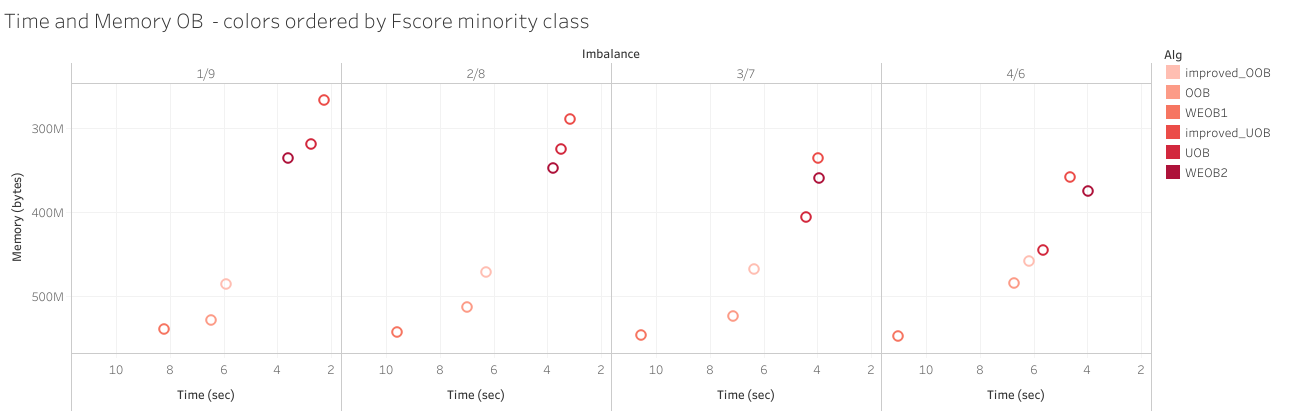 Time and Memory OB - colors ordered by Fscore minority class
Imbalance
1/9 2/8 3/7 4/6
Alg
improved_OOB
OOB
WEOB1
improved_UOB
UOB
WEOB2
Memory (bytes)
300M
400M
500M
10 8 6 4 2 10 8 6 4 2 10 8 6 4 2 10 8 6 4 2
Time (sec) Time (sec) Time (sec) Time (sec)